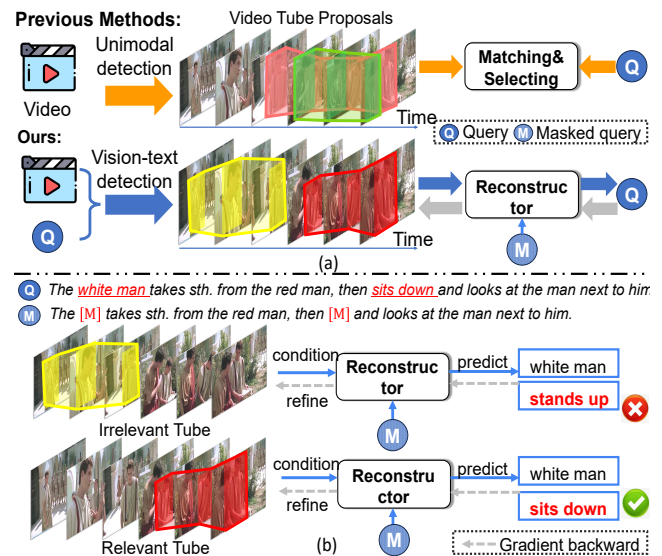 Previous Methods:
Video Tube Proposals
Unimodal
detection
Matching&
Selecting
Q
Video
Time
Ours:
Q Query M Masked query
Vision-text
detection
Reconstruc
tor
Q
Q
Time
M
(a)
Q The white man takes sth. from the red man, then sits down and looks at the man next to him.
M The [M] takes sth. from the red man, then [M] and looks at the man next to him.
condition
Reconstruc
tor
predict
white man
refine
stands up
Irrelevant Tube
M
condition
Reconstru
ctor
predict
white man
refine
sits down
Relevant Tube
(b)
M
Gradient backward